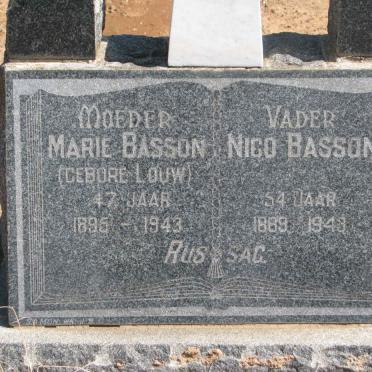 MOEDER
MARIE BASSON
(GEBORE LOUW)
47 JAAR
1895 - 1943
VADER
NICO BASSON
54 JAAR
1889 1943
RUS SAG